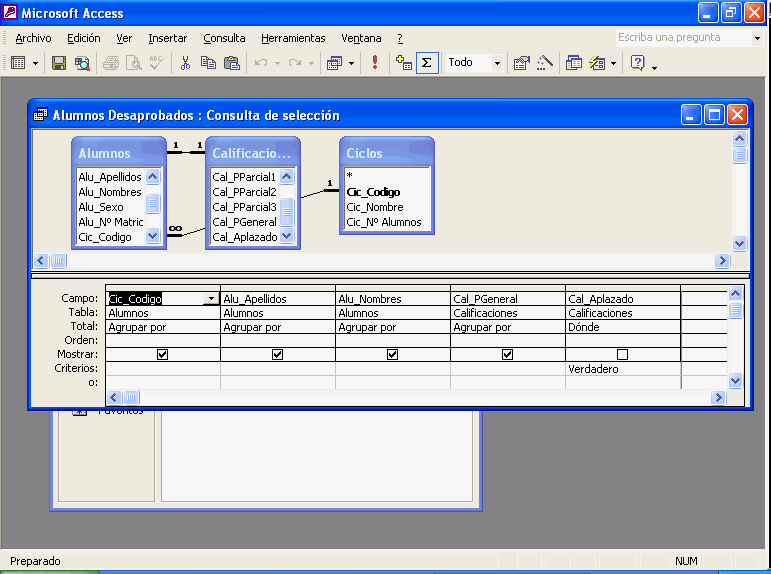 Microsoft Access
Archivo Edición Ver Insertar Consulta Herramientas Ventana ? Escriba una pregunta
Σ Todo
Alumnos Desaprobados : Consulta de selección
Alumnos 1 1 Calificacio... Ciclos
Alu_Apellidos Cal_PParcial1 *
Alu_Nombres Cal_PParcial2 1 Cic_Codigo
Alu_Sexo Cal_PParcial3 Cic_Nombre
Alu_Nº Matric Cal_PGeneral Cic_Nº Alumnos
Cic_Codigo ∞ Cal_Aplazado
Campo: Cic_Codigo Alu_Apellidos Alu_Nombres Cal_PGeneral Cal_Aplazado
Tabla: Alumnos Alumnos Alumnos Calificaciones Calificaciones
Total: Agrupar por Agrupar por Agrupar por Agrupar por Dónde
Orden:
Mostrar:
Criterios: Verdadero
o:
Favoritos
Preparado NUM